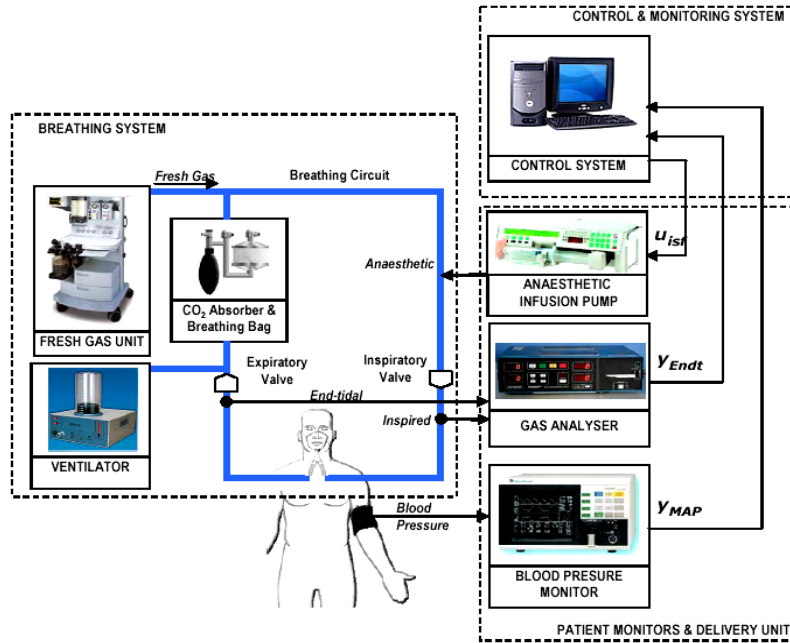 CONTROL & MONITORING SYSTEM
CONTROL SYSTEM
BREATHING SYSTEM
Fresh Gas
Breathing Circuit
u_isf
Anaesthetic
ANAESTHETIC
INFUSION PUMP
CO₂ Absorber &
Breathing Bag
FRESH GAS UNIT
Expiratory
Valve
Inspiratory
Valve
y_Endt
End-tidal
Inspired
GAS ANALYSER
VENTILATOR
Blood
Pressure
y_MAP
BLOOD PRESURE
MONITOR
PATIENT MONITORS & DELIVERY UNIT